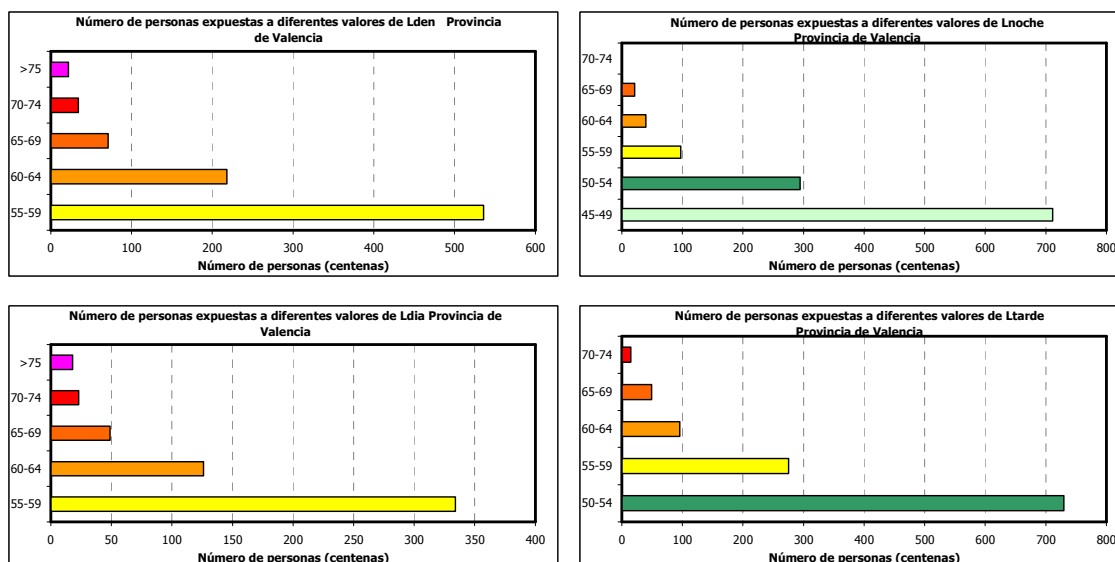 Número de personas expuestas a diferentes valores de Lden Provincia
de Valencia
>75
70-74
65-69
60-64
55-59
0 100 200 300 400 500 600
Número de personas (centenas)
Número de personas expuestas a diferentes valores de Lnoche
Provincia de Valencia
70-74
65-69
60-64
55-59
50-54
45-49
0 100 200 300 400 500 600 700 800
Número de personas (centenas)
Número de personas expuestas a diferentes valores de Ldia Provincia de
Valencia
>75
70-74
65-69
60-64
55-59
0 50 100 150 200 250 300 350 400
Número de personas (centenas)
Número de personas expuestas a diferentes valores de Ltarde
Provincia de Valencia
70-74
65-69
60-64
55-59
50-54
0 100 200 300 400 500 600 700 800
Número de personas (centenas)